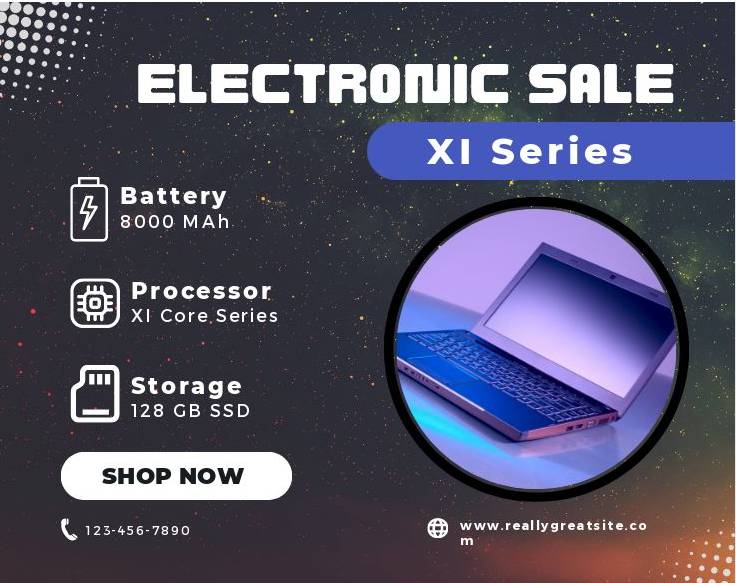 ELECTRONIC SALE
XI Series
Battery
8000 MAh
Processor
XI Core Series
Storage
128 GB SSD
SHOP NOW
123-456-7890
www.reallygreatsite.co
m